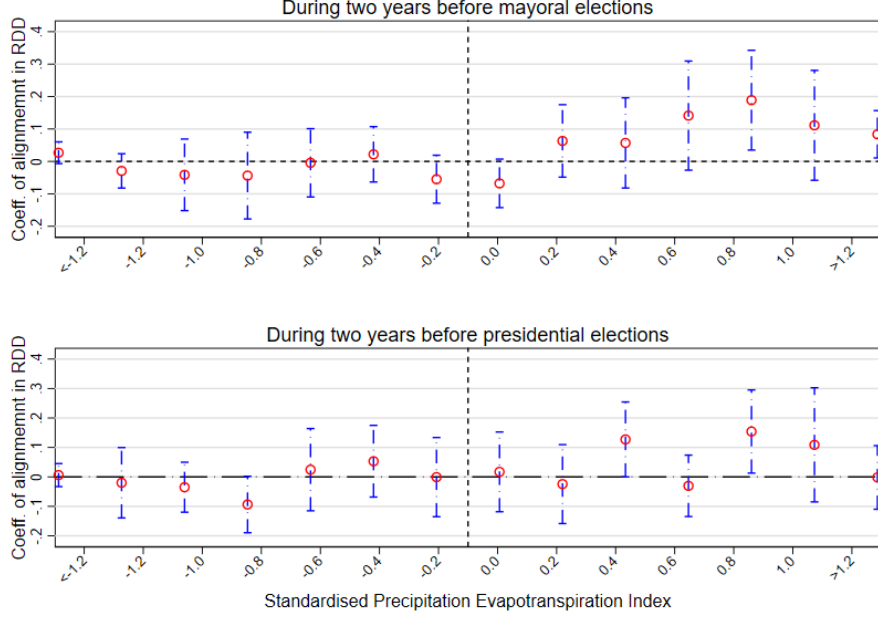 During two years before mayoral elections
Coeff. of alignmemnt in RDD
.4
.3
.2
.1
0
-.1
-.2
<-1.2 -1.2 -1.0 -0.8 -0.6 -0.4 -0.2 0.0 0.2 0.4 0.6 0.8 1.0 >1.2
During two years before presidential elections
Coeff. of alignmemnt in RDD
.4
.3
.2
.1
0
-.1
-.2
<-1.2 -1.2 -1.0 -0.8 -0.6 -0.4 -0.2 0.0 0.2 0.4 0.6 0.8 1.0 >1.2
Standardised Precipitation Evapotranspiration Index